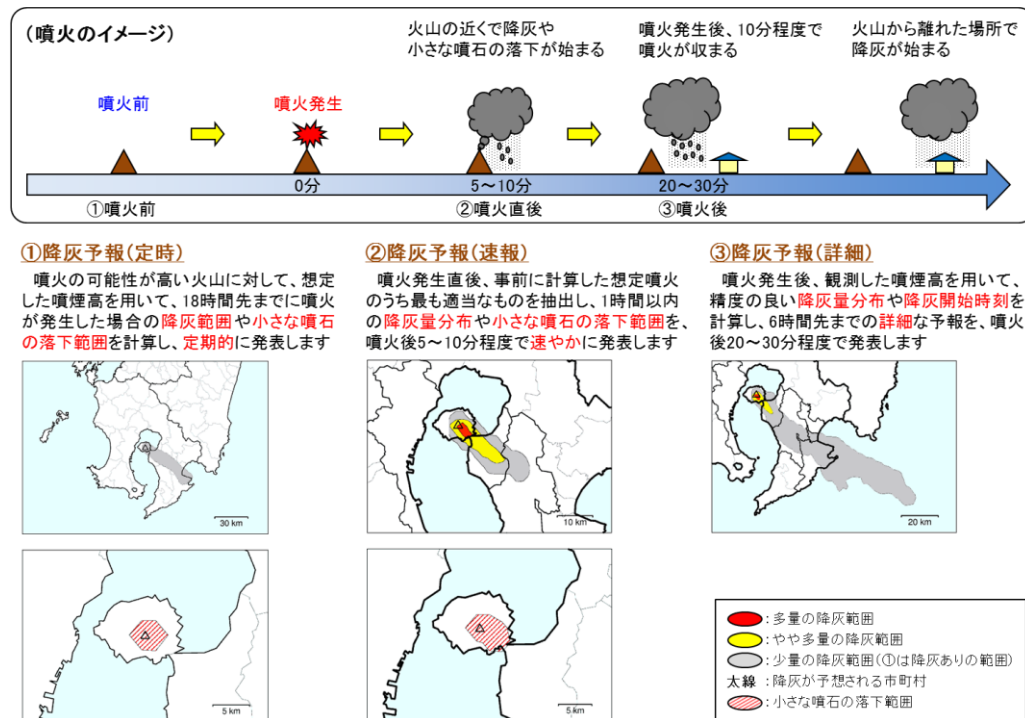 (噴火のイメージ)
火山の近くで降灰や
小さな噴石の落下が始まる
噴火発生後、10分程度で
噴火が収まる
火山から離れた場所で
降灰が始まる
噴火前
噴火発生
0分
5～10分
20～30分
①噴火前
②噴火直後
③噴火後
①降灰予報(定時)
噴火の可能性が高い火山に対して、想定
した噴煙高を用いて、18時間先までに噴火
が発生した場合の降灰範囲や小さな噴石
の落下範囲を計算し、定期的に発表します
30 km
5 km
②降灰予報(速報)
噴火発生直後、事前に計算した想定噴火
のうち最も適当なものを抽出し、1時間以内
の降灰量分布や小さな噴石の落下範囲を、
噴火後5～10分程度で速やかに発表します
10 km
5 km
③降灰予報(詳細)
噴火発生後、観測した噴煙高を用いて、
精度の良い降灰量分布や降灰開始時刻を
計算し、6時間先までの詳細な予報を、噴火
後20～30分程度で発表します
20 km
：多量の降灰範囲
：やや多量の降灰範囲
：少量の降灰範囲(①は降灰ありの範囲)
太線：降灰が予想される市町村
：小さな噴石の落下範囲